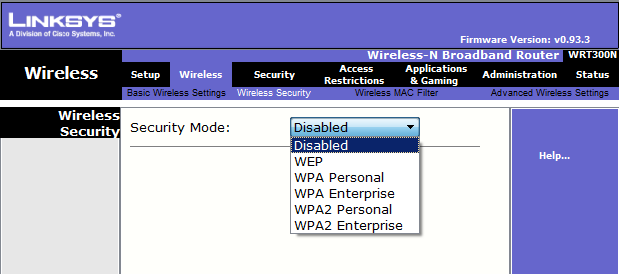 LINKSYS®
A Division of Cisco Systems, Inc.
Firmware Version: v0.93.3
Wireless-N Broadband Router WRT300N
Wireless
Setup Wireless Security Access Restrictions Applications & Gaming Administration Status
Basic Wireless Settings Wireless Security Wireless MAC Filter Advanced Wireless Settings
Wireless Security
Security Mode: Disabled
Disabled
WEP
WPA Personal
WPA Enterprise
WPA2 Personal
WPA2 Enterprise
Help...